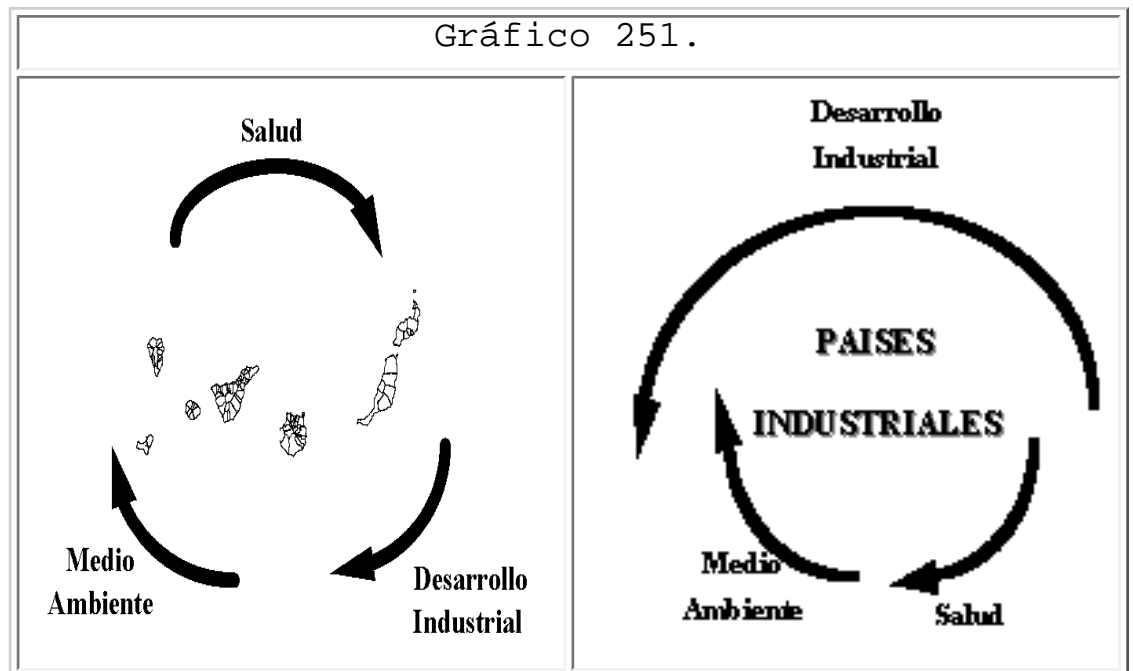 Gráfico 251.
Salud
Medio
Ambiente
Desarrollo
Industrial
Desarrollo
Industrial
PAISES
INDUSTRIALES
Medio
Ambiente
Salud